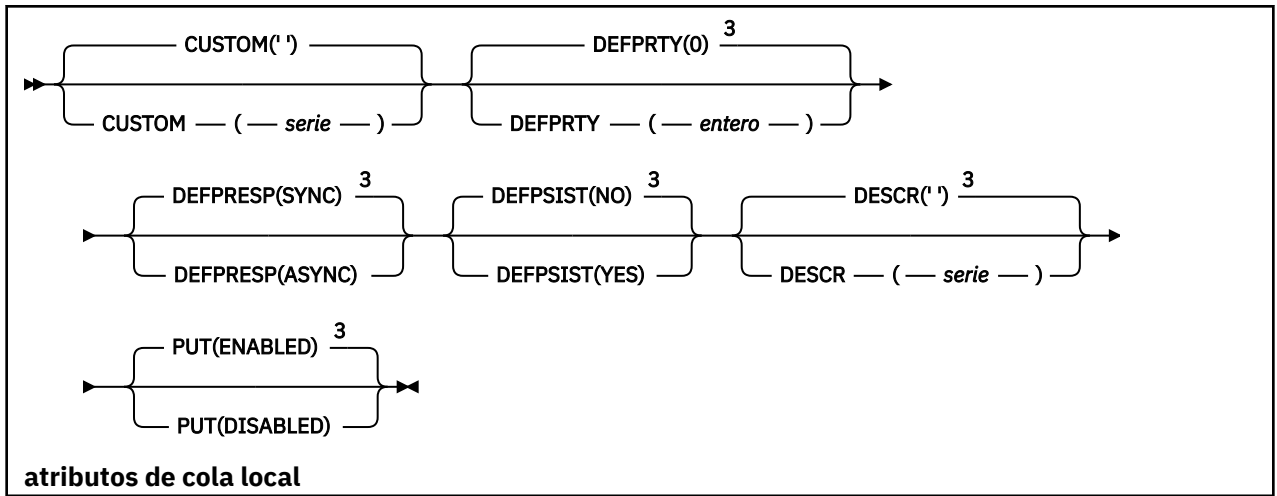 CUSTOM(' ') DEFPRTY(0) 3
CUSTOM ( serie ) DEFPRTY ( entero )
DEFPRESP(SYNC) 3 DEFPSIST(NO) 3 DESCR(' ') 3
DEFPRESP(ASYNC) DEFPSIST(YES) DESCR ( serie )
PUT(ENABLED) 3
PUT(DISABLED)
atributos de cola local